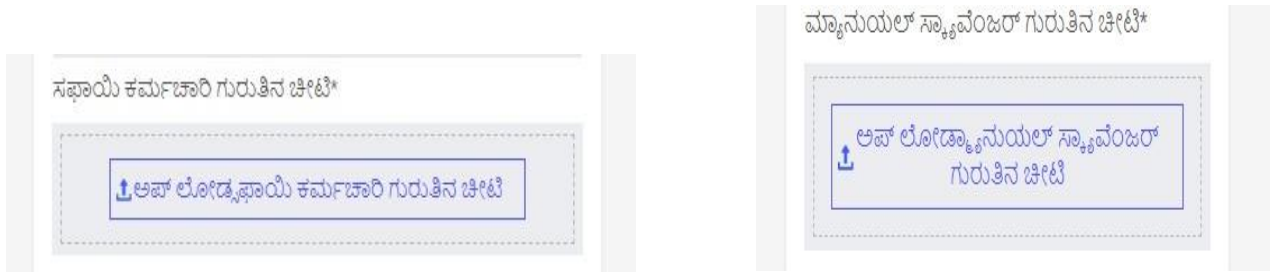 ಮ್ಯಾನುಯಲ್ ಸ್ಕ್ಯಾವೆಂಜರ್ ಗುರುತಿನ ಚೀಟಿ*
ಸಫಾಯಿ ಕರ್ಮಚಾರಿ ಗುರುತಿನ ಚೀಟಿ*
ಅಪ್ ಲೋಡ್ಸಫಾಯಿ ಕರ್ಮಚಾರಿ ಗುರುತಿನ ಚೀಟಿ
ಅಪ್ ಲೋಡ್ಮ್ಯಾನುಯಲ್ ಸ್ಕ್ಯಾವೆಂಜರ್
ಗುರುತಿನ ಚೀಟಿ